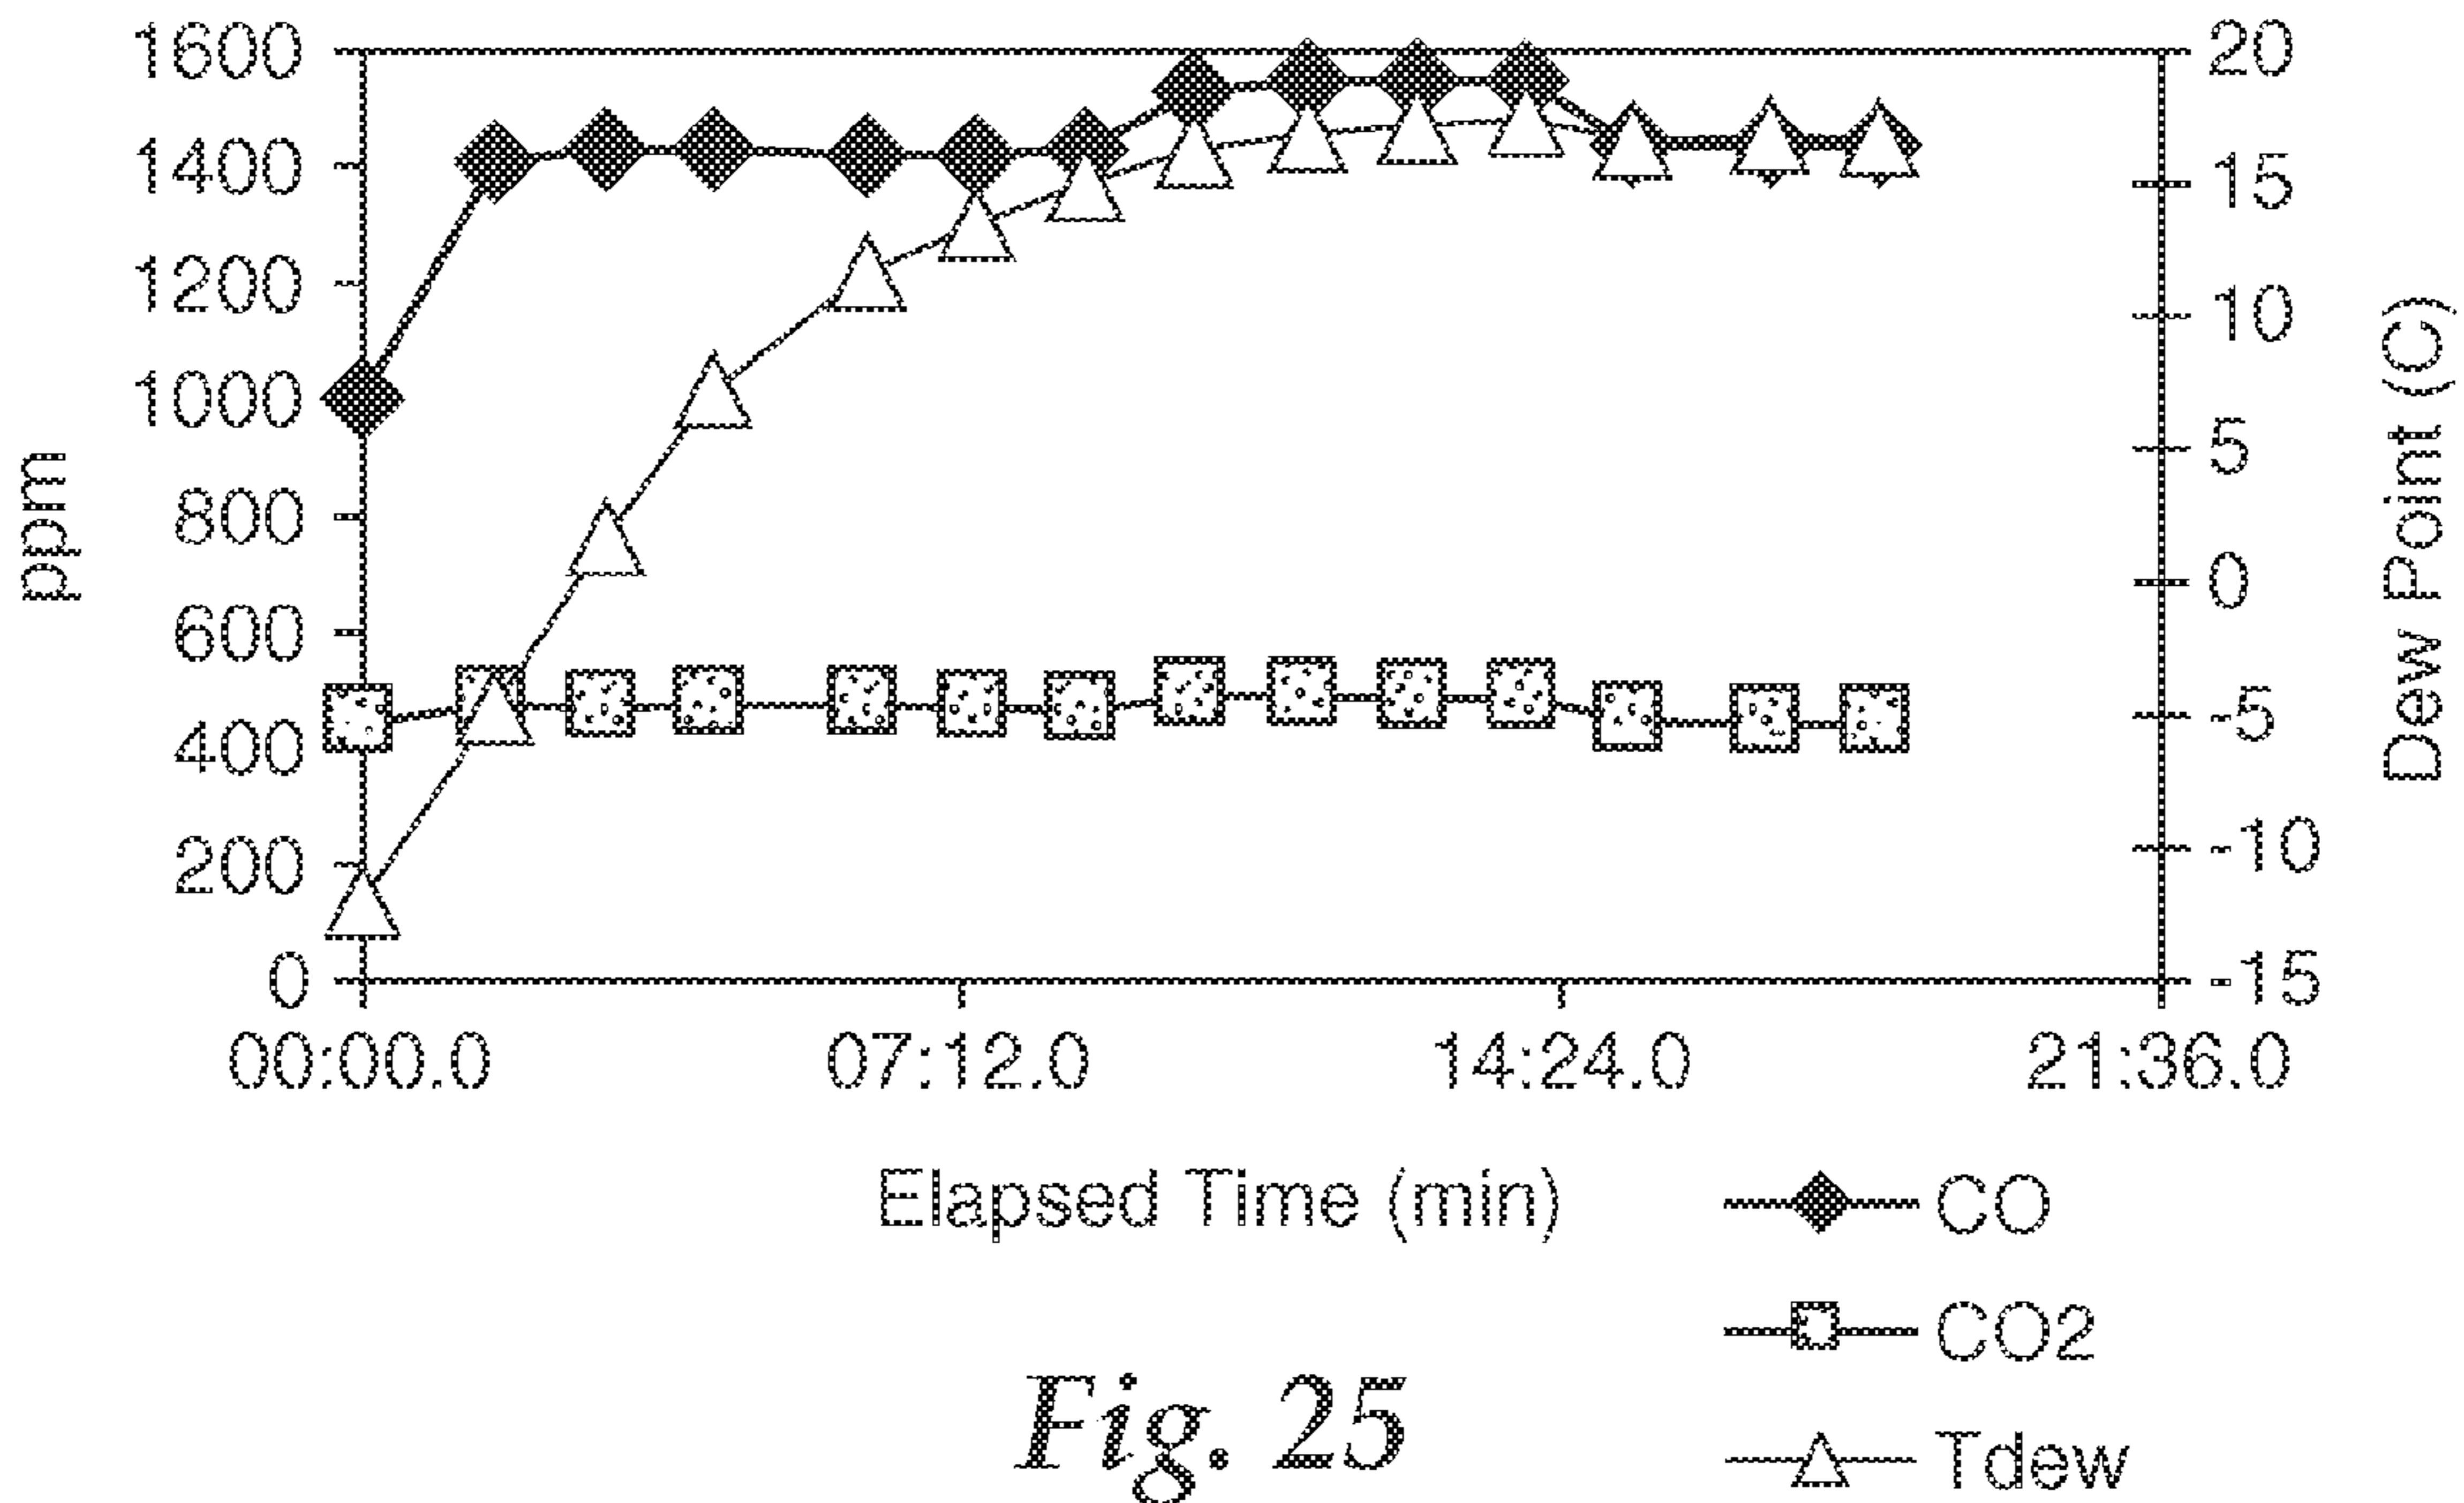 1600
1400
1200
1000
800
600
400
200
0
ppm
20
15
10
5
0
-5
-10
-15
Dew Point (C)
00:00.0 07:12.0 14:24.0 21:36.0
Elapsed Time (min)
CO
CO2
Tdew
Fig. 25